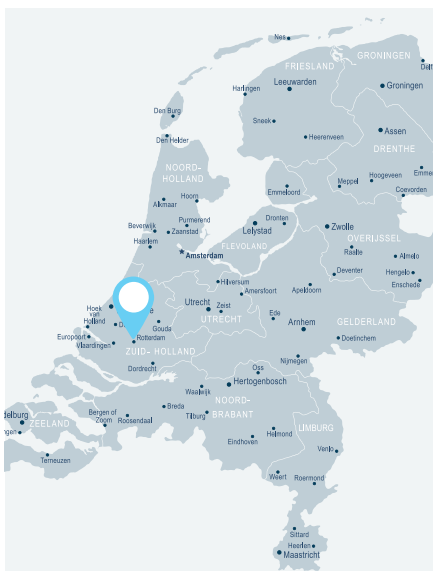 Nes
GRONINGEN
FRIESLAND
Leeuwarden
Groningen
Harlingen
Den Burg
Sneek
Assen
Heerenveen
Den Helder
DRENTHE
NOORD-
HOLLAND
Hoogeveen
Meppel
Emmeloord
Coevorden
Hoorn
Alkmaar
Purmerend
Dronten
Beverwijk
Zaanstad
Lelystad
Zwolle
Haarlem
FLEVOLAND
OVERIJSSEL
Raalte
Amsterdam
Almelo
Deventer
Hengelo
Hilversum
Apeldoorn
Enschede
Amersfoort
Hoek
van
Holland
Utrecht
Zeist
Ede
GELDERLAND
UTRECHT
Gouda
Arnhem
Europoort
Rotterdam
Doetinchem
Vlaardingen
ZUID- HOLLAND
Nijmegen
Dordrecht
Oss
Hertogenbosch
Waalwijk
NOORD-
BRABANT
Breda
Tilburg
Bergen of
Zoom
Roosendaal
delburg
ZEELAND
LIMBURG
Helmond
Eindhoven
ngen
Venlo
Terneuzen
Weert
Roermond
Sittard
Heerlen
Maastricht